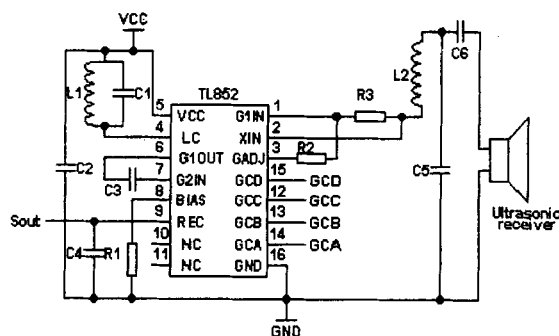 VCC
C6
L1
C1
TL852
L2
R3
5
VCC
G1IN
1
4
LC
XIN
2
6
G1OUT
GADJ
3
R2
C2
C3
7
G2IN
GCD
15
GCD
C5
8
BIAS
GCC
12
GCC
Sout
9
REC
GCB
13
GCB
Ultrasonic
receiver
C4
R1
10
NC
GCA
14
GCA
11
NC
GND
16
GND